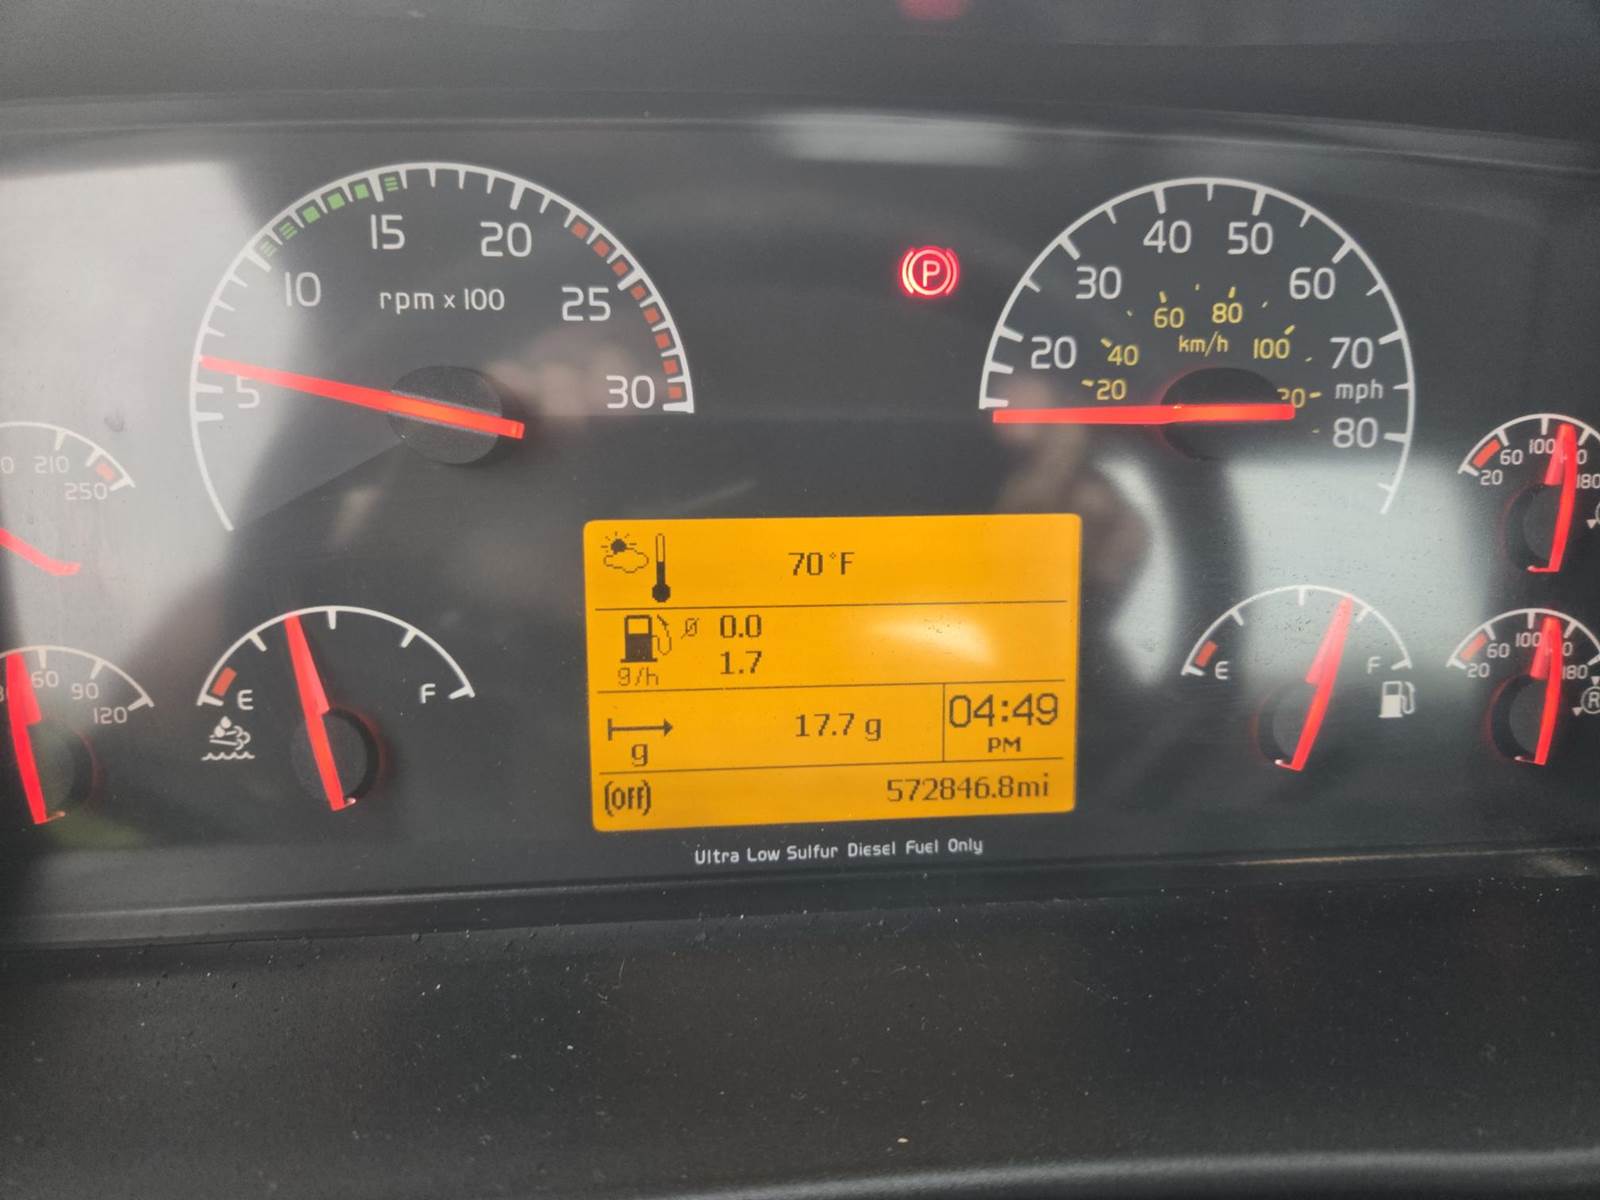 15
20
10
rpm x 100
25
5
30
P
40
50
30
60
60
80
20
40
km/h
100
70
20
mph
80
210
250
60
90
120
E
F
70°F
ø 0.0
1.7
g/h
17.7 g
g
04:49
PM
(OFF)
572846.8mi
Ultra Low Sulfur Diesel Fuel Only
E
F
60
100
20
180
60
100
20
180
R